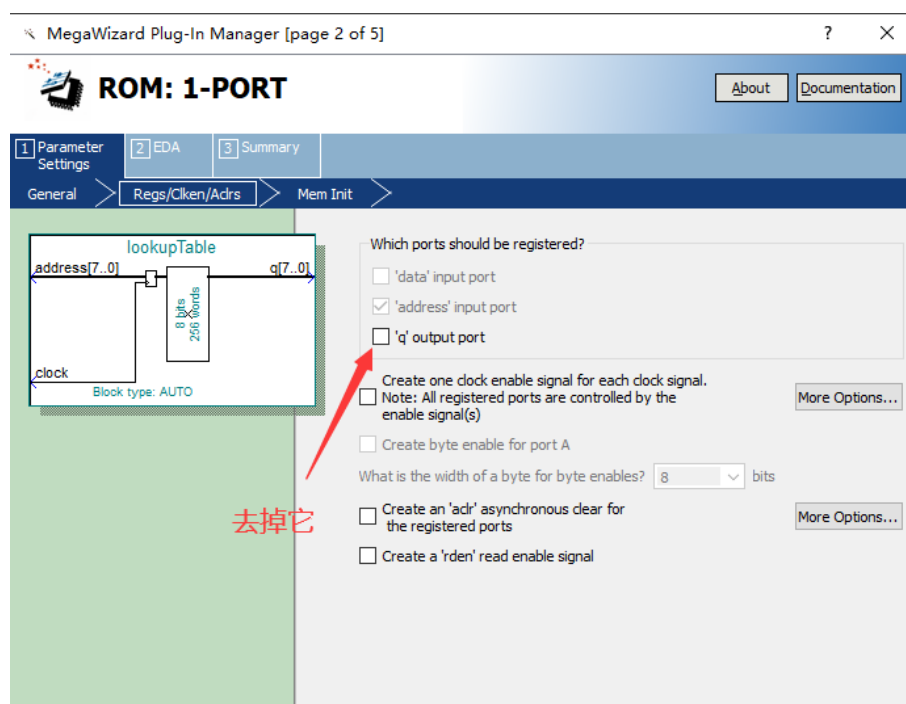 MegaWizard Plug-In Manager [page 2 of 5]
?
ROM: 1-PORT
About
Documentation
1 Parameter Settings
2 EDA
3 Summary
General
Regs/Clken/Aclrs
Mem Init
lookupTable
address[7..0]
q[7..0]
8 bits
256 words
clock
Block type: AUTO
Which ports should be registered?
'data' input port
'address' input port
'q' output port
Create one clock enable signal for each clock signal.
Note: All registered ports are controlled by the
enable signal(s)
More Options...
Create byte enable for port A
What is the width of a byte for byte enables?
8
bits
去掉它
Create an 'aclr' asynchronous clear for
the registered ports
More Options...
Create a 'rden' read enable signal